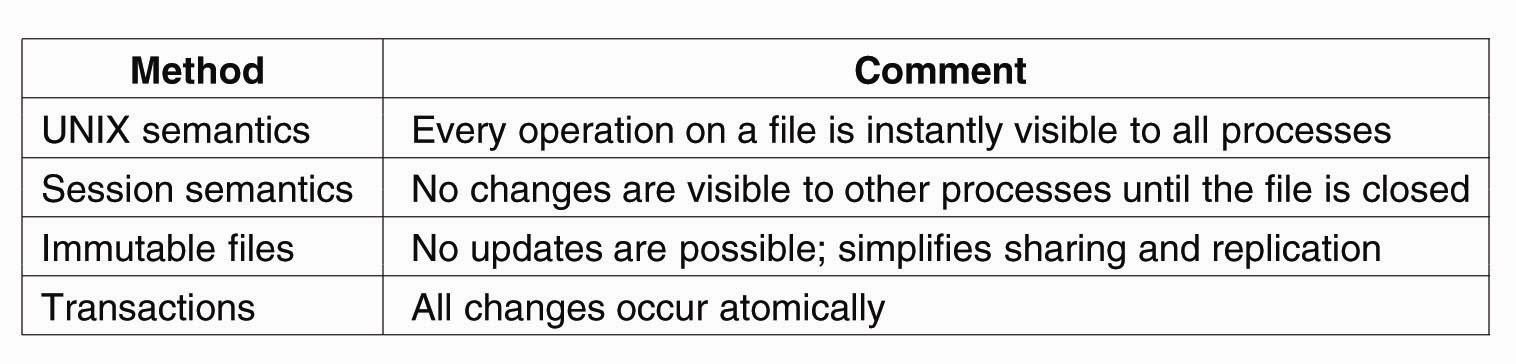 Method Comment
UNIX semantics Every operation on a file is instantly visible to all processes
Session semantics No changes are visible to other processes until the file is closed
Immutable files No updates are possible; simplifies sharing and replication
Transactions All changes occur atomically